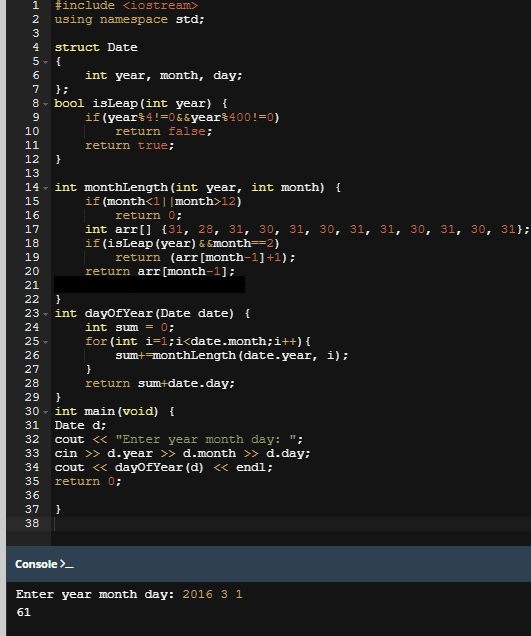 1 #include <iostream>
2 using namespace std;
3
4 struct Date
5 {
6 int year, month, day;
7 };
8 bool isLeap(int year) {
9 if(year%4!=0&&year%400!=0)
10 return false;
11 return true;
12 }
13
14 int monthLength(int year, int month) {
15 if(month<1||month>12)
16 return 0;
17 int arr[] {31, 28, 31, 30, 31, 30, 31, 31, 30, 31, 30, 31};
18 if(isLeap(year)&&month==2)
19 return (arr[month-1]+1);
20 return arr[month-1];
21
22 }
23 int dayOfYear(Date date) {
24 int sum = 0;
25 for(int i=1;i<date.month;i++){
26 sum+=monthLength(date.year, i);
27 }
28 return sum+date.day;
29 }
30 int main(void) {
31 Date d;
32 cout << "Enter year month day: ";
33 cin >> d.year >> d.month >> d.day;
34 cout << dayOfYear(d) << endl;
35 return 0;
36
37 }
38
Console >_
Enter year month day: 2016 3 1
61